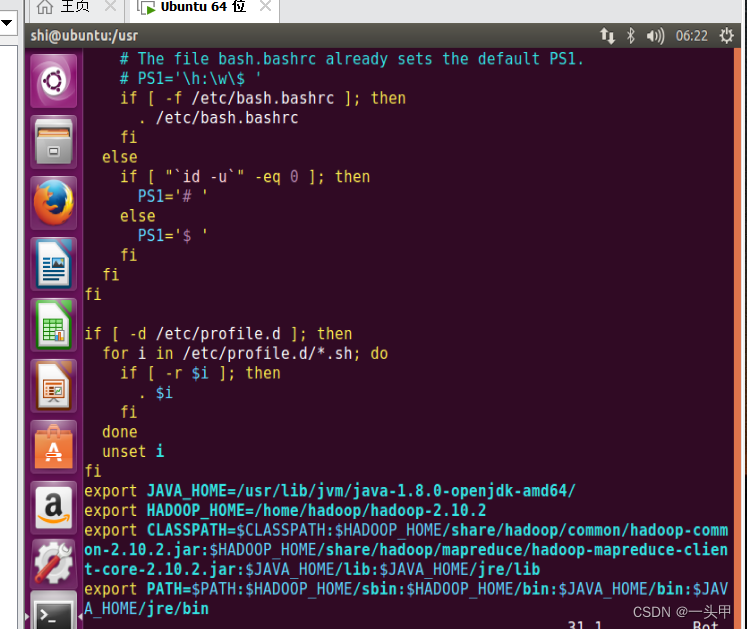 主页
Ubuntu 64 位
shi@ubuntu:/usr
06:22
# The file bash.bashrc already sets the default PS1.
# PS1='\h:\w\$ '
if [ -f /etc/bash.bashrc ]; then
. /etc/bash.bashrc
fi
else
if [ "`id -u`" -eq 0 ]; then
PS1='# '
else
PS1='$ '
fi
fi
fi
if [ -d /etc/profile.d ]; then
for i in /etc/profile.d/*.sh; do
if [ -r $i ]; then
. $i
fi
done
unset i
fi
export JAVA_HOME=/usr/lib/jvm/java-1.8.0-openjdk-amd64/
export HADOOP_HOME=/home/hadoop/hadoop-2.10.2
export CLASSPATH=$CLASSPATH:$HADOOP_HOME/share/hadoop/common/hadoop-comm
on-2.10.2.jar:$HADOOP_HOME/share/hadoop/mapreduce/hadoop-mapreduce-clien
t-core-2.10.2.jar:$JAVA_HOME/lib:$JAVA_HOME/jre/lib
export PATH=$PATH:$HADOOP_HOME/sbin:$HADOOP_HOME/bin:$JAVA_HOME/bin:$JAV
A_HOME/jre/bin
31,1 Bot
CSDN @一头甲